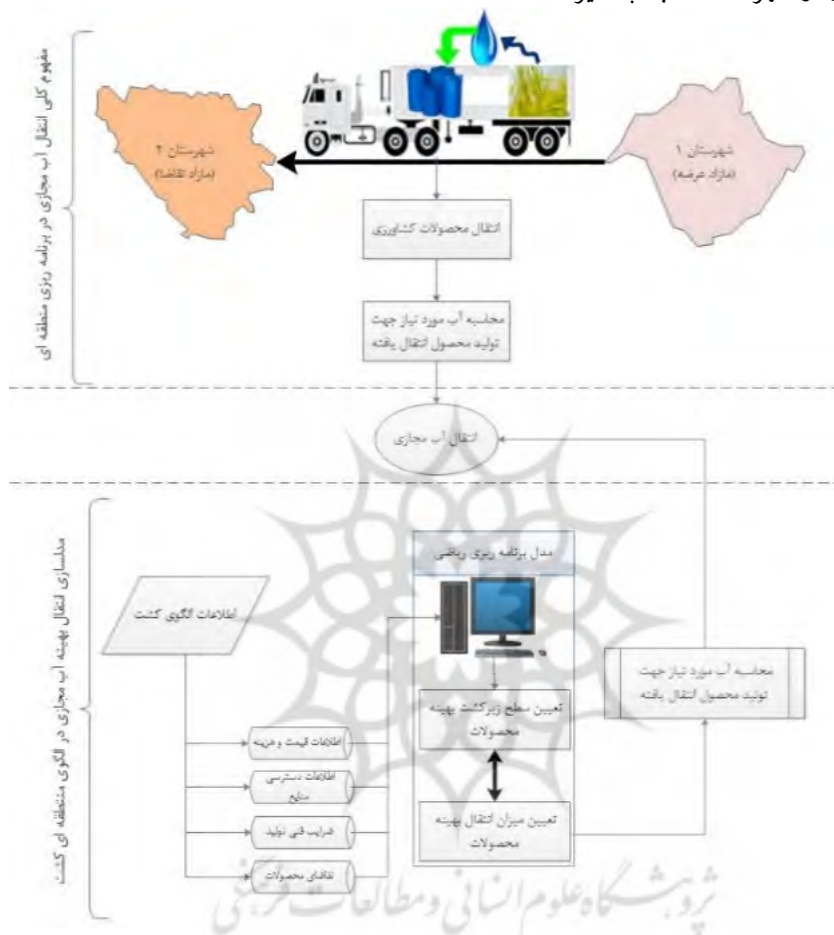 مفهوم کلی انتقال آب مجازی در برنامه ریزی منطقه ای
شهرستان ۱
(مازاد عرضه)
شهرستان ۲
(مازاد تقاضا)
انتقال محصولات کشاورزی
محاسبه آب مورد نیاز جهت
تولید محصول انتقال یافته
انتقال آب مجازی
مدلسازی انتقال بهینه آب مجازی در الگوی منطقه ای کشت
مدل برنامه ریزی ریاضی
اطلاعات الگوی کشت
تعیین سطح زیرکشت بهینه
محصولات
محاسبه آب مورد نیاز جهت
تولید محصول انتقال یافته
اطلاعات قیمت و هزینه
اطلاعات دسترسی
منابع
ضرایب فنی تولید
تقاضای محصولات
تعیین میزان انتقال بهینه
محصولات
پژوهشگاه علوم انسانی و مطالعات فرهنگی